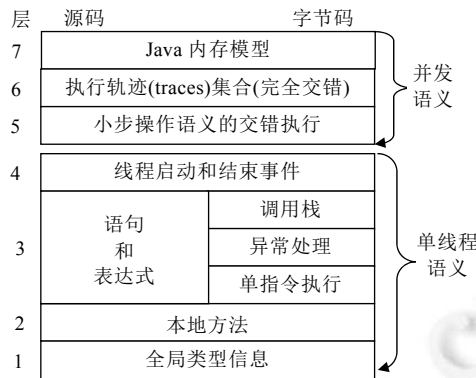 层 源码 字节码
7 Java 内存模型
6 执行轨迹(traces)集合(完全交错)
5 小步操作语义的交错执行
并发
语义
4 线程启动和结束事件
3 语句
和
表达式
调用栈
异常处理
单指令执行
2 本地方法
1 全局类型信息
单线程
语义